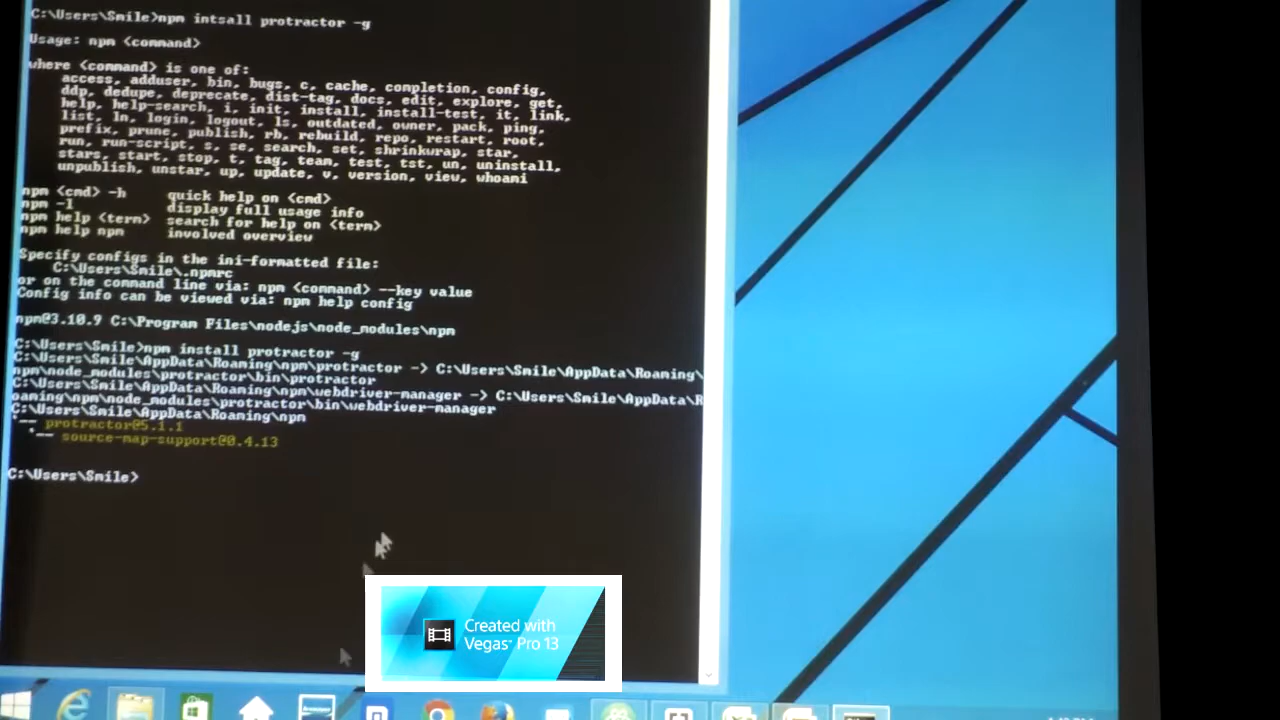 C:\Users\Smile>npm intsall protractor -g
Usage: npm <command>
where <command> is one of:
access, adduser, bin, bugs, c, cache, completion, config,
ddp, dedupe, deprecate, dist-tag, docs, edit, explore, get,
help, help-search, i, init, install, install-test, it, link,
list, ln, login, logout, ls, outdated, owner, pack, ping,
prefix, prune, publish, rb, rebuild, repo, restart, root,
run, run-script, s, se, search, set, shrinkwrap, star,
stars, start, stop, t, tag, team, test, tst, un, uninstall,
unpublish, unstar, up, update, v, version, view, whoami
npm <cmd> -h     quick help on <cmd>
npm -l           display full usage info
npm help <term>  search for help on <term>
npm help npm     involved overview
Specify configs in the ini-formatted file:
C:\Users\Smile\.npmrc
or on the command line via: npm <command> --key value
Config info can be viewed via: npm help config
npm@3.10.9 C:\Program Files\nodejs\node_modules\npm
C:\Users\Smile>npm install protractor -g
C:\Users\Smile\AppData\Roaming\npm\protractor -> C:\Users\Smile\AppData\Roaming\
npm\node_modules\protractor\bin\protractor
C:\Users\Smile\AppData\Roaming\npm\webdriver-manager -> C:\Users\Smile\AppData\R
oaming\npm\node_modules\protractor\bin\webdriver-manager
C:\Users\Smile\AppData\Roaming\npm
`-- protractor@5.1.1
`-- source-map-support@0.4.13
C:\Users\Smile>
Created with
Vegas™ Pro 13